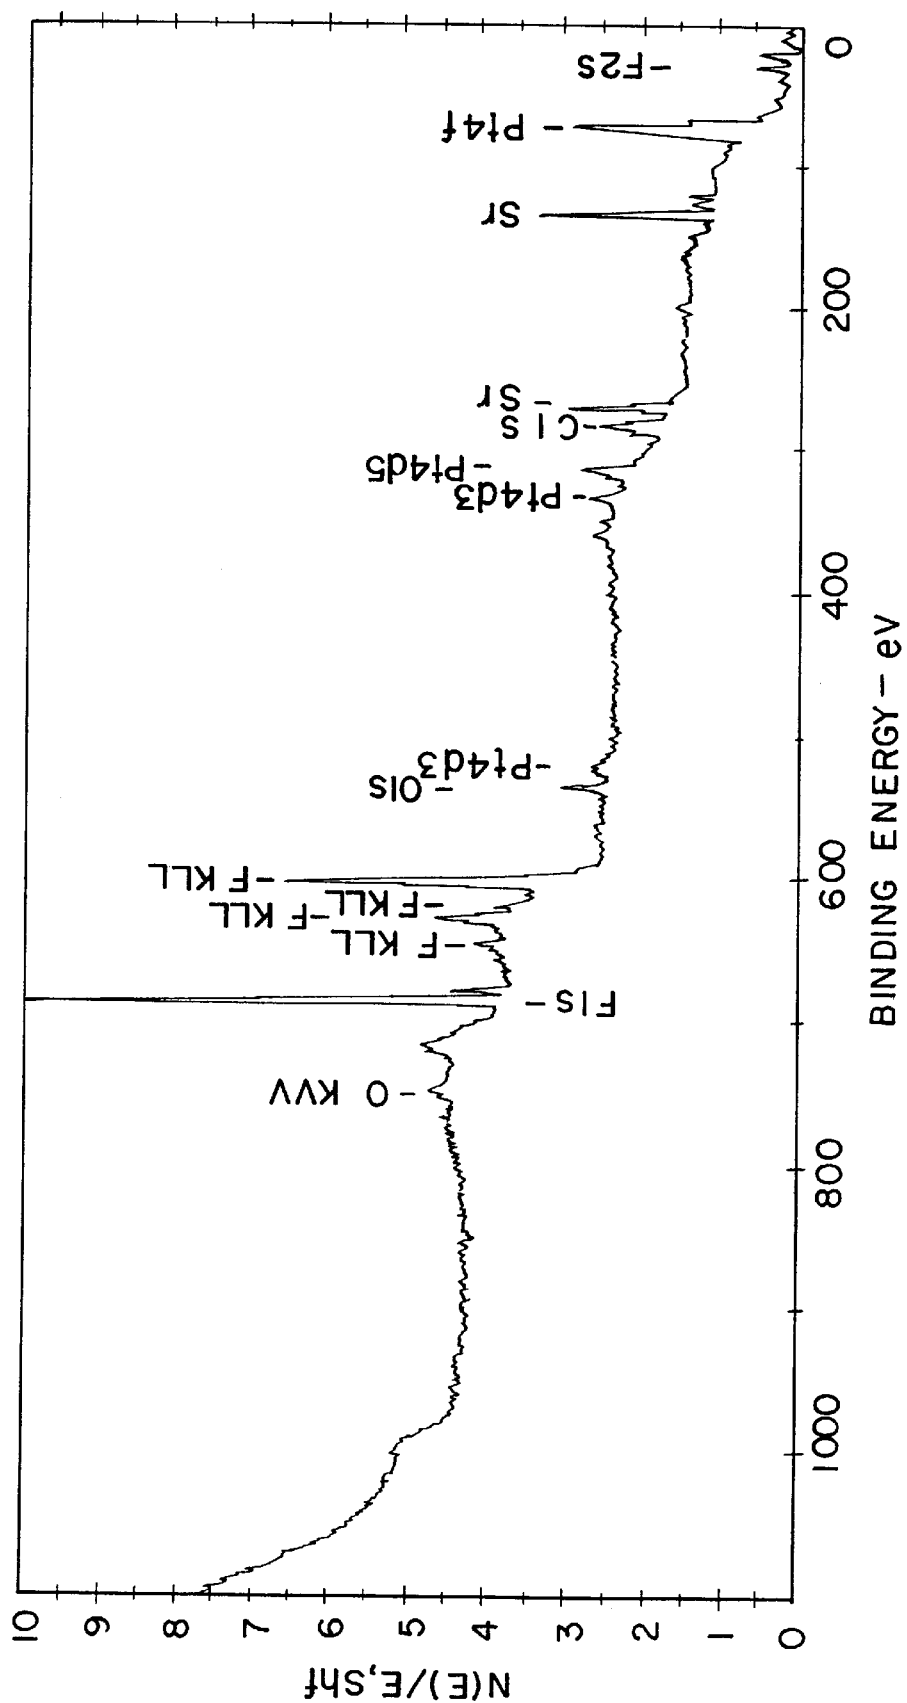 N(E)/E,Shf
10
9
8
7
6
5
4
3
2
1
0
O KVV
F1S
F KLL
F KLL
F KLL
F KLL
O1s
Pt4d3
Pt4d3
Pt4d5
C1S
Sr
Sr
Pt4f
F2S
1000
800
600
400
200
0
BINDING ENERGY - eV